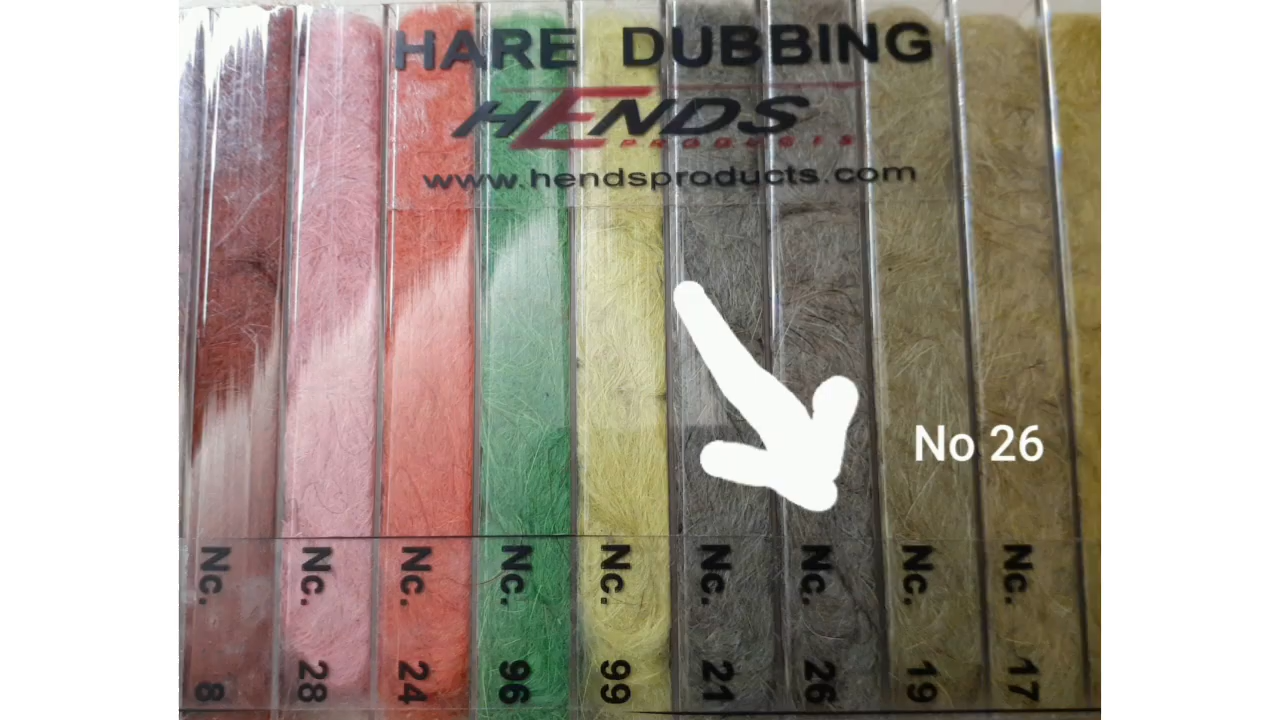 HARE DUBBING
HENDS
PRODUCTS
www.hendsproducts.com
No 26
Nc. 8
Nc. 28
Nc. 24
Nc. 96
Nc. 99
Nc. 21
Nc. 26
Nc. 19
Nc. 17